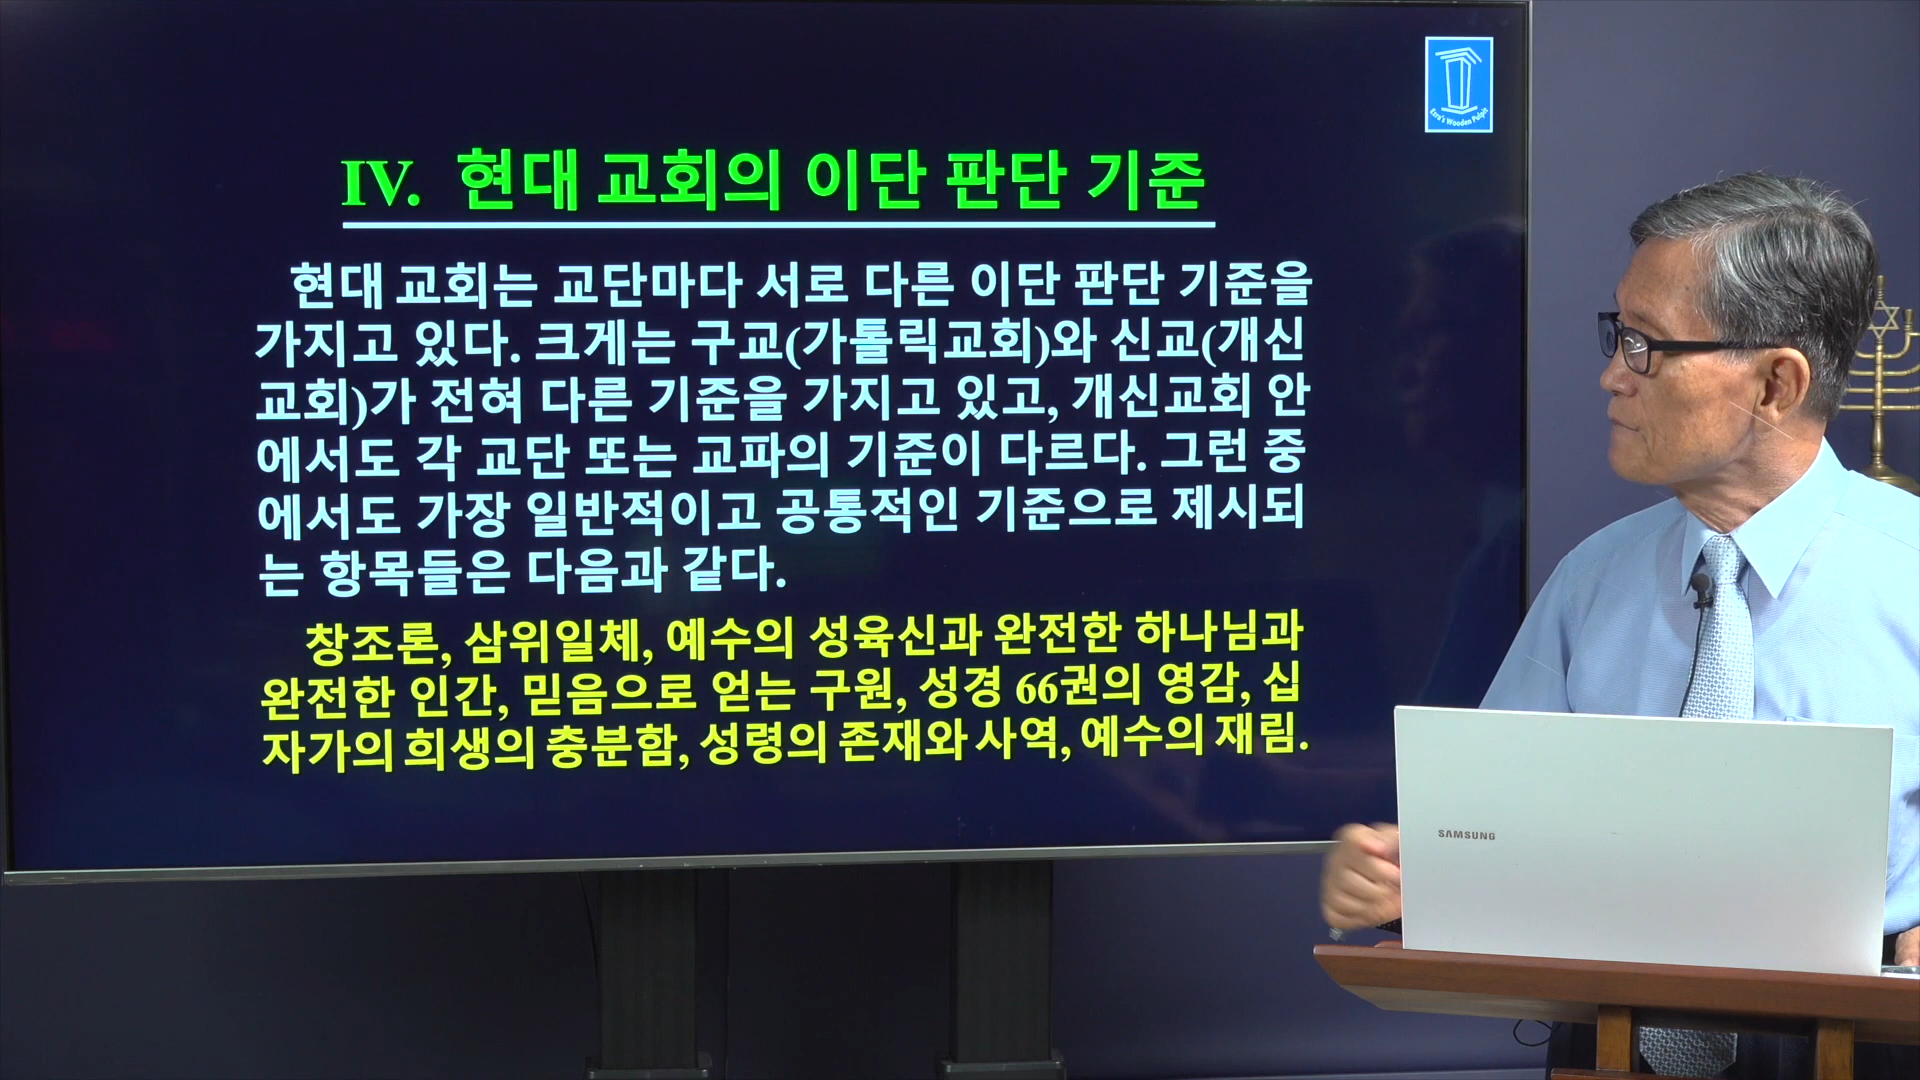 Ezra's Wooden Pulpit
IV. 현대 교회의 이단 판단 기준
현대 교회는 교단마다 서로 다른 이단 판단 기준을
가지고 있다. 크게는 구교(가톨릭교회)와 신교(개신
교회)가 전혀 다른 기준을 가지고 있고, 개신교회 안
에서도 각 교단 또는 교파의 기준이 다르다. 그런 중
에서도 가장 일반적이고 공통적인 기준으로 제시되
는 항목들은 다음과 같다.
창조론, 삼위일체, 예수의 성육신과 완전한 하나님과
완전한 인간, 믿음으로 얻는 구원, 성경 66권의 영감, 십
자가의 희생의 충분함, 성령의 존재와 사역, 예수의 재림.
SAMSUNG